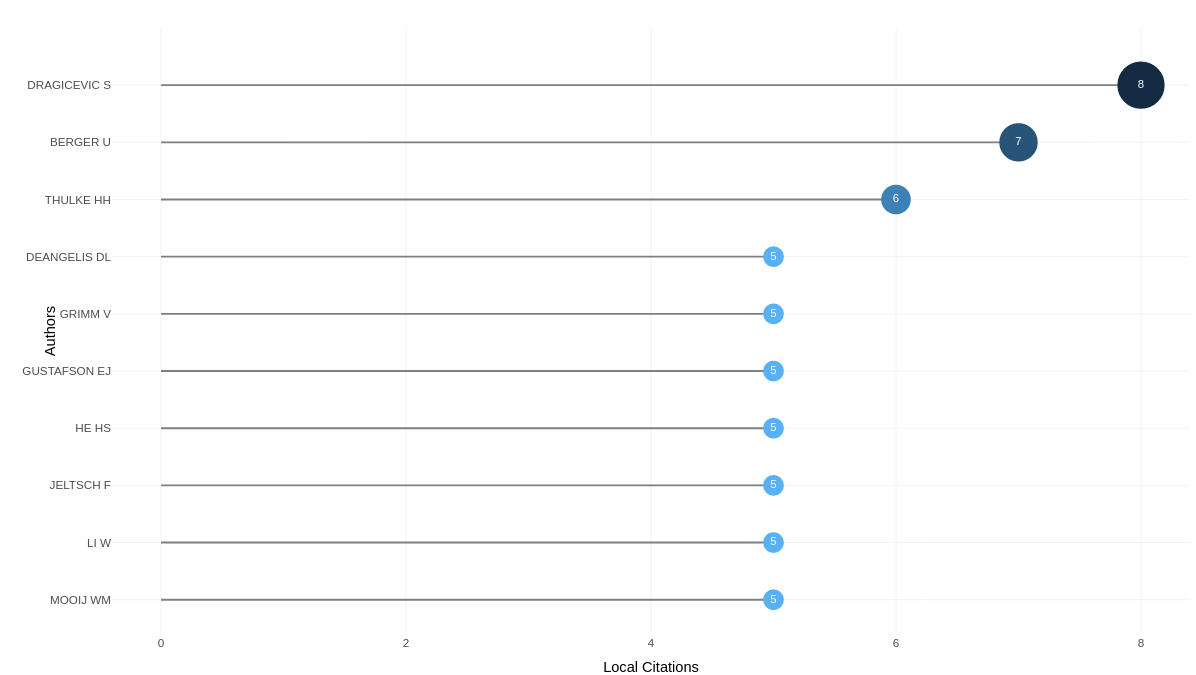 DRAGICEVIC S 8
BERGER U 7
THULKE HH 6
DEANGELIS DL 5
GRIMM V 5
Authors
GUSTAFSON EJ 5
HE HS 5
JELTSCH F 5
LI W 5
MOOIJ WM 5
0 2 4 6 8
Local Citations